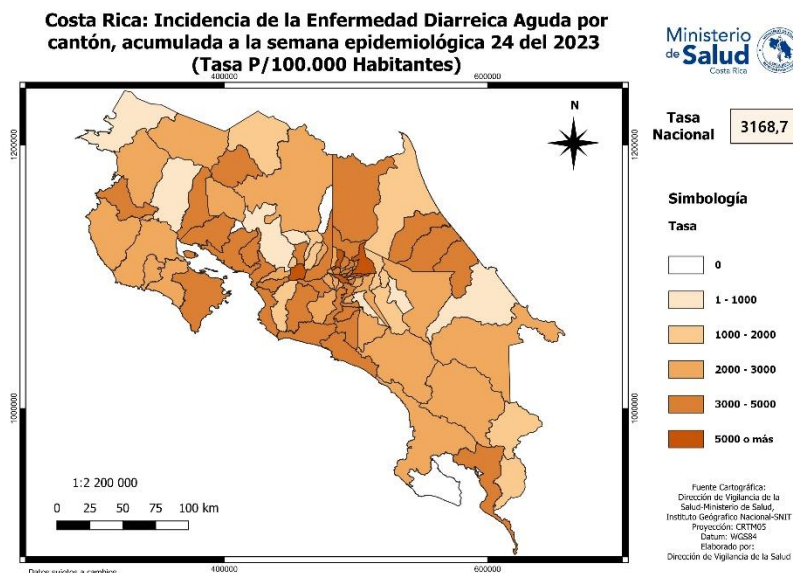 Costa Rica: Incidencia de la Enfermedad Diarreica Aguda por
cantón, acumulada a la semana epidemiológica 24 del 2023
(Tasa P/100.000 Habitantes)
Ministerio
de Salud
Costa Rica
400000
600000
N
1200000
1200000
Tasa
Nacional
3168,7
Simbología
Tasa
0
1 - 1000
1000 - 2000
2000 - 3000
3000 - 5000
5000 o más
1000000
1000000
1:2 200 000
0 25 50 75 100 km
400000
600000
Fuente Cartográfica:
Dirección de Vigilancia de la
Salud-Ministerio de Salud,
Instituto Geógrafico Nacional-SNIT
Proyección: CRTM05
Datum: WGS84
Elaborado por:
Dirección de Vigilancia de la Salud
Datos sujetos a cambios